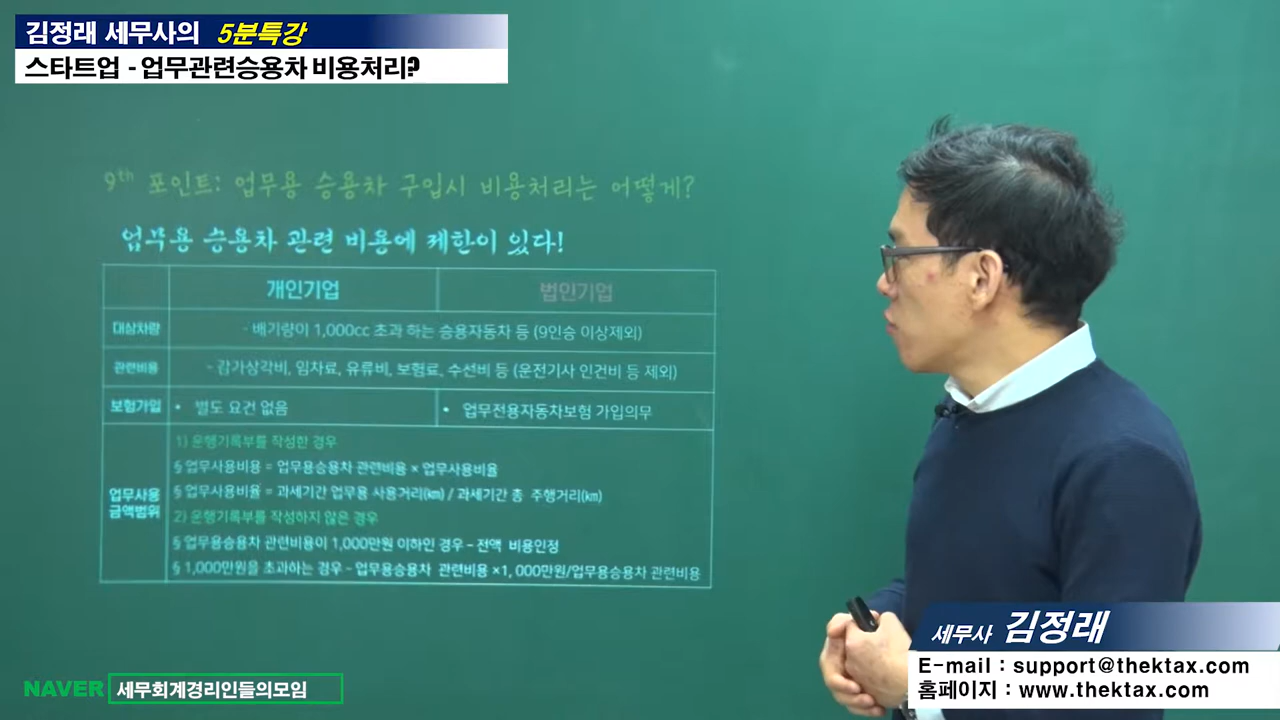 김정래 세무사의 5분특강
스타트업 - 업무관련승용차 비용처리?
9th 포인트: 업무용 승용차 구입시 비용처리는 어떻게?
업무용 승용차 관련 비용에 제한이 있다!
개인기업 법인기업
대상차량 - 배기량이 1,000cc 초과 하는 승용자동차 등 (9인승 이상제외)
관련비용 - 감가상각비, 임차료, 유류비, 보험료, 수선비 등 (운전기사 인건비 등 제외)
보험가입 • 별도 요건 없음 • 업무전용자동차보험 가입의무
업무사용
금액범위
1) 운행기록부를 작성한 경우
§ 업무사용비용 = 업무용승용차 관련비용 × 업무사용비율
§ 업무사용비율 = 과세기간 업무용 사용거리(㎞) / 과세기간 총 주행거리(㎞)
2) 운행기록부를 작성하지 않은 경우
§ 업무용승용차 관련비용이 1,000만원 이하인 경우 – 전액 비용인정
§ 1,000만원을 초과하는 경우 – 업무용승용차 관련비용 ×1, 000만원/업무용승용차 관련비용
세무사 김정래
E-mail : support@thektax.com
홈페이지 : www.thektax.com
NAVER 세무회계경리인들의모임